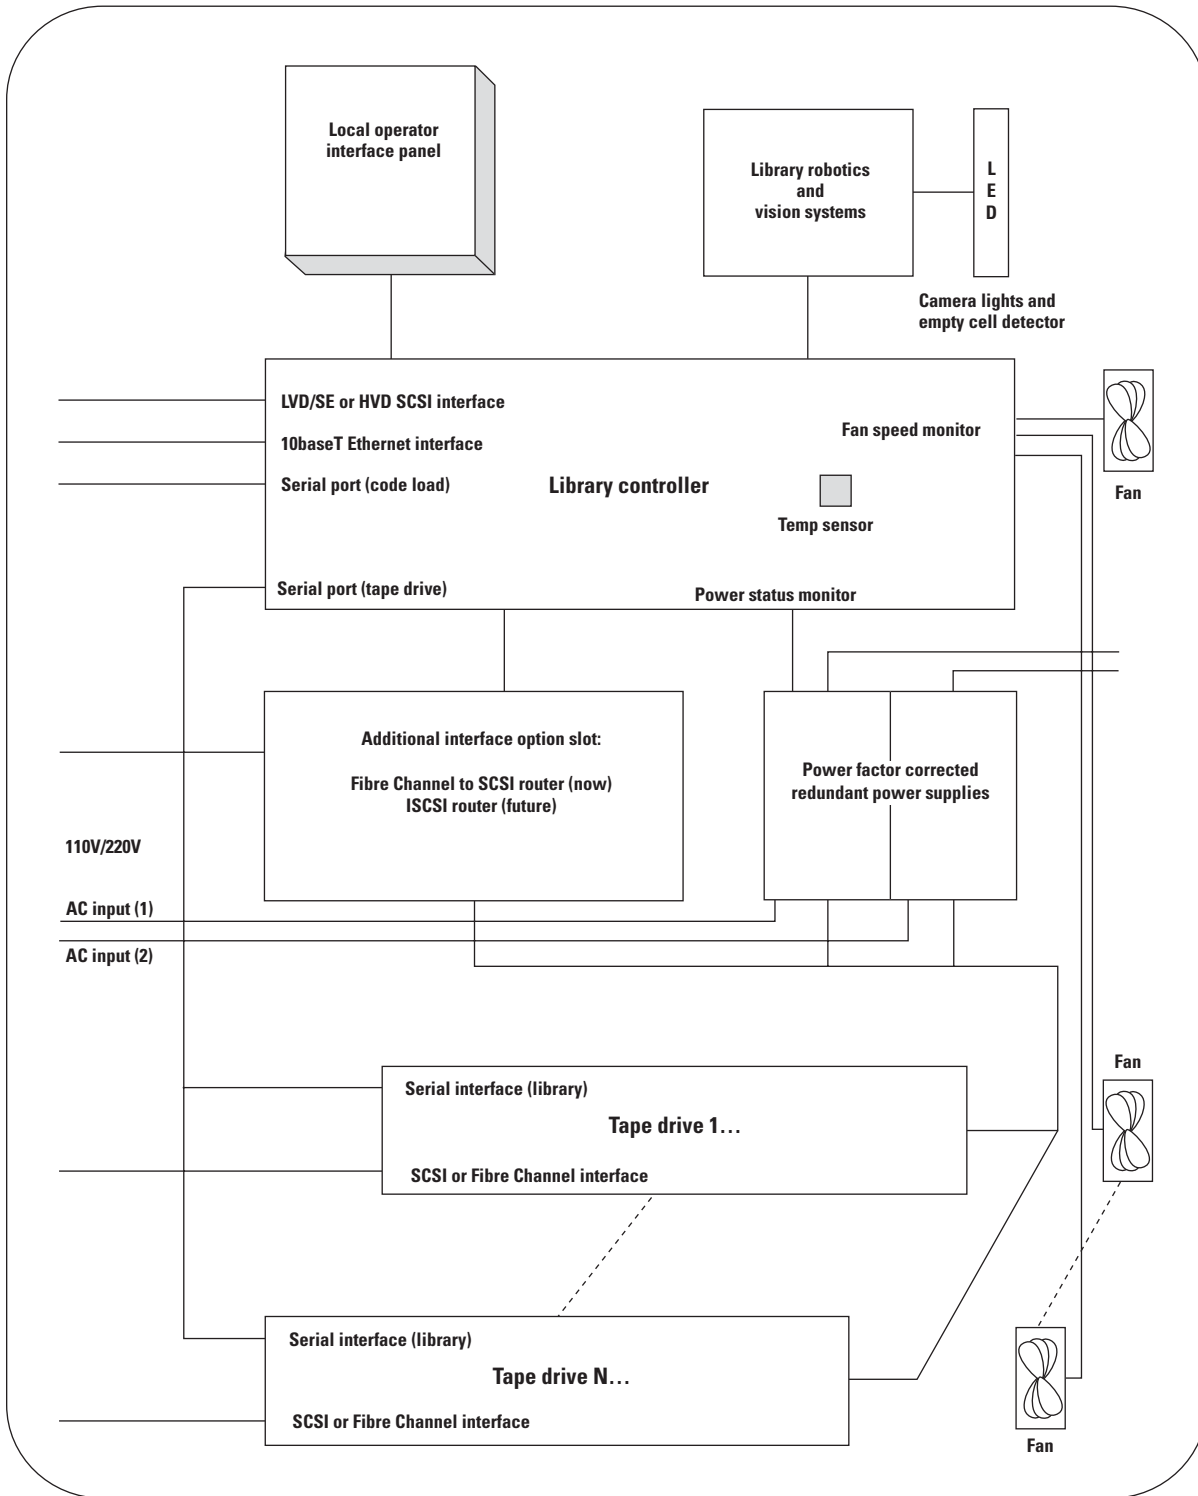 Local operator
interface panel
Library robotics
and
vision systems
L
E
D
Camera lights and
empty cell detector
LVD/SE or HVD SCSI interface
10baseT Ethernet interface
Serial port (code load)
Library controller
Fan speed monitor
Temp sensor
Fan
Serial port (tape drive)
Power status monitor
Additional interface option slot:
Fibre Channel to SCSI router (now)
ISCSI router (future)
Power factor corrected
redundant power supplies
110V/220V
AC input (1)
AC input (2)
Serial interface (library)
Tape drive 1...
SCSI or Fibre Channel interface
Fan
Serial interface (library)
Tape drive N...
SCSI or Fibre Channel interface
Fan